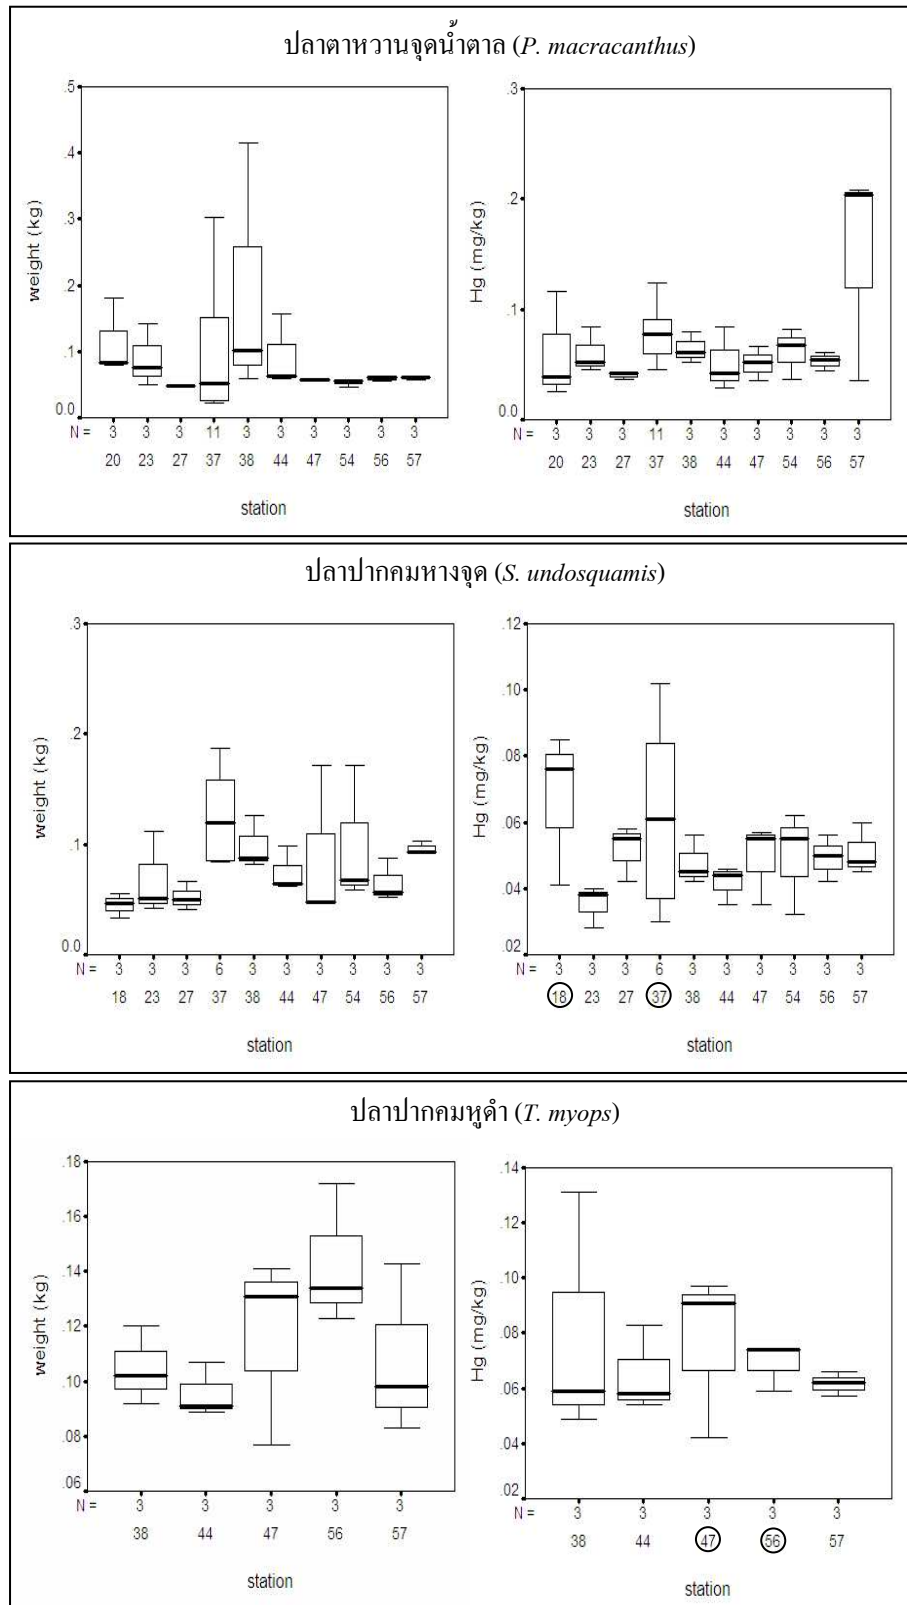 ปลาตาหวานจุดน้ำตาล (P. macracanthus)
.5
.4
.3
.2
.1
0.0
weight (kg)
N = 3 3 3 11 3 3 3 3 3 3
20 23 27 37 38 44 47 54 56 57
station
.3
.2
.1
0.0
Hg (mg/kg)
N = 3 3 3 11 3 3 3 3 3 3
20 23 27 37 38 44 47 54 56 57
station
ปลาปากคมหางจุด (S. undosquamis)
.3
.2
.1
0.0
weight (kg)
N = 3 3 3 6 3 3 3 3 3 3
18 23 27 37 38 44 47 54 56 57
station
.12
.10
.08
.06
.04
.02
Hg (mg/kg)
N = 3 3 3 6 3 3 3 3 3 3
18 23 27 37 38 44 47 54 56 57
station
ปลาปากคมหูดำ (T. myops)
.18
.16
.14
.12
.10
.08
.06
weight (kg)
N = 3 3 3 3 3
38 44 47 56 57
station
.14
.12
.10
.08
.06
.04
.02
Hg (mg/kg)
N = 3 3 3 3 3
38 44 47 56 57
station